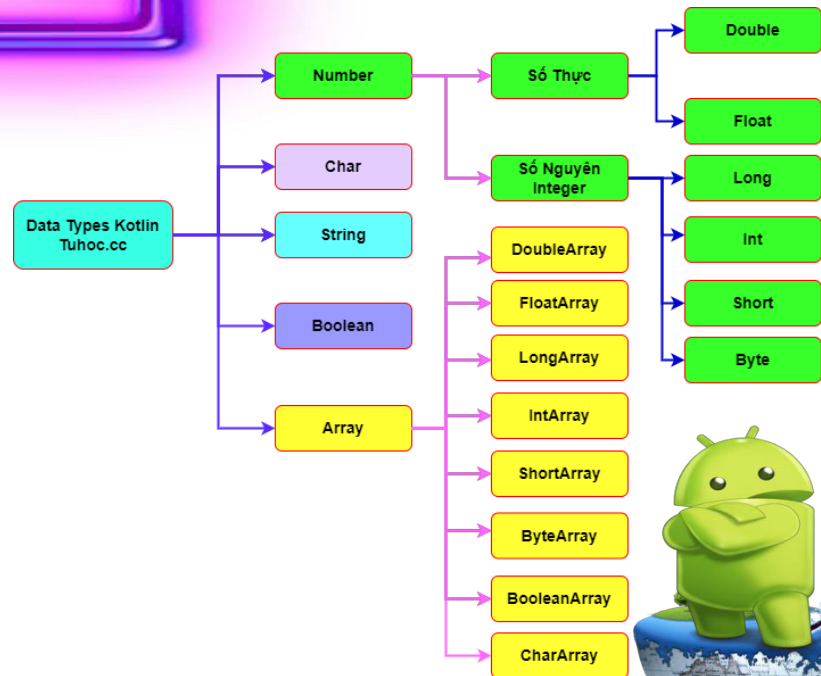 Data Types Kotlin
Tuhoc.cc
Number
Char
String
Boolean
Array
Số Thực
Số Nguyên
Integer
DoubleArray
FloatArray
LongArray
IntArray
ShortArray
ByteArray
BooleanArray
CharArray
Double
Float
Long
Int
Short
Byte